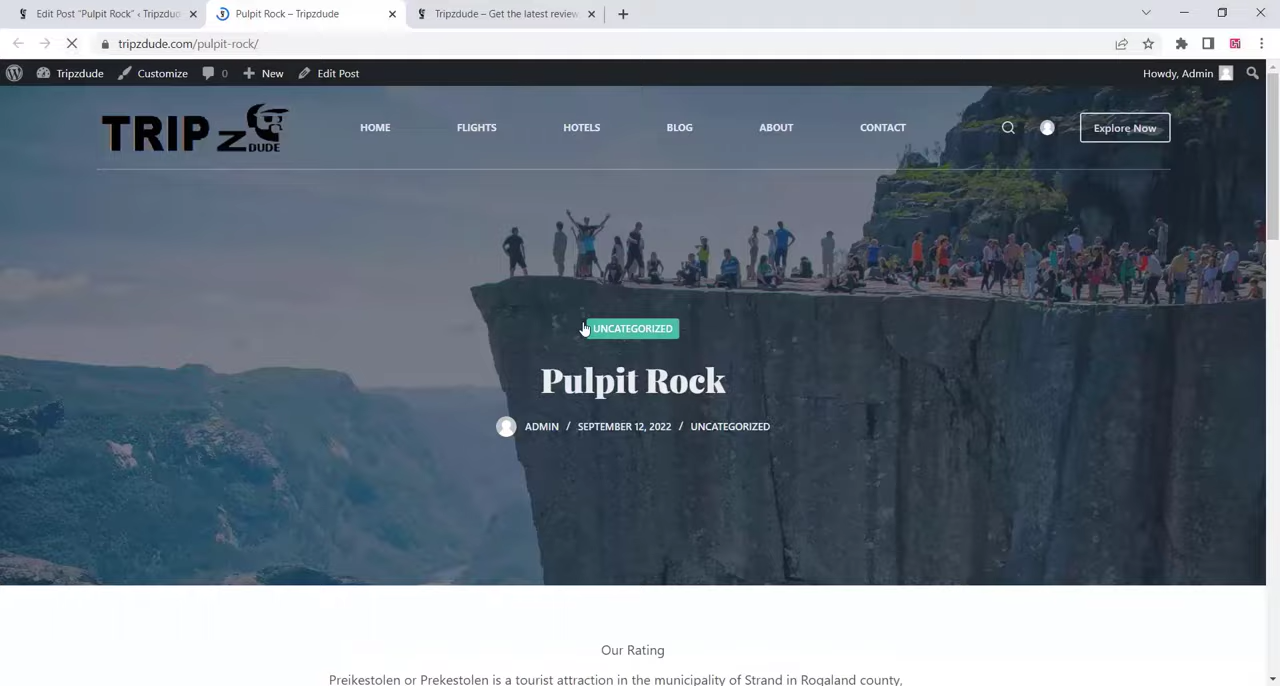 Edit Post "Pulpit Rock" ‹ Tripzdud
Pulpit Rock – Tripzdude
Tripzdude – Get the latest review
tripzdude.com/pulpit-rock/
Tripzdude
Customize
0
New
Edit Post
Howdy, Admin
TRIP Z DUDE
HOME
FLIGHTS
HOTELS
BLOG
ABOUT
CONTACT
Explore Now
UNCATEGORIZED
Pulpit Rock
ADMIN / SEPTEMBER 12, 2022 / UNCATEGORIZED
Our Rating
Preikestolen or Prekestolen is a tourist attraction in the municipality of Strand in Rogaland county,